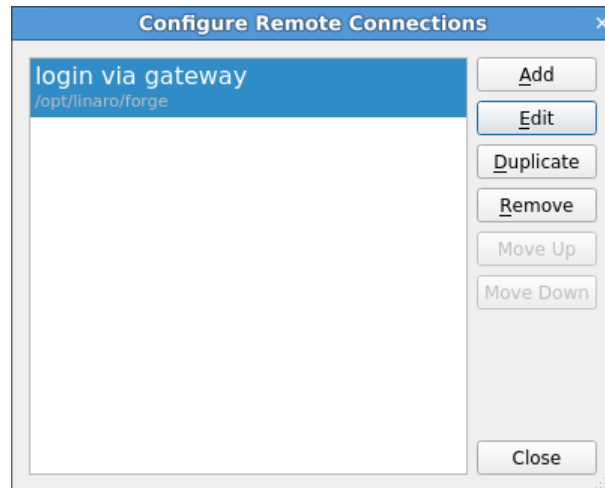 Configure Remote Connections
login via gateway
/opt/linaro/forge
Add
Edit
Duplicate
Remove
Move Up
Move Down
Close